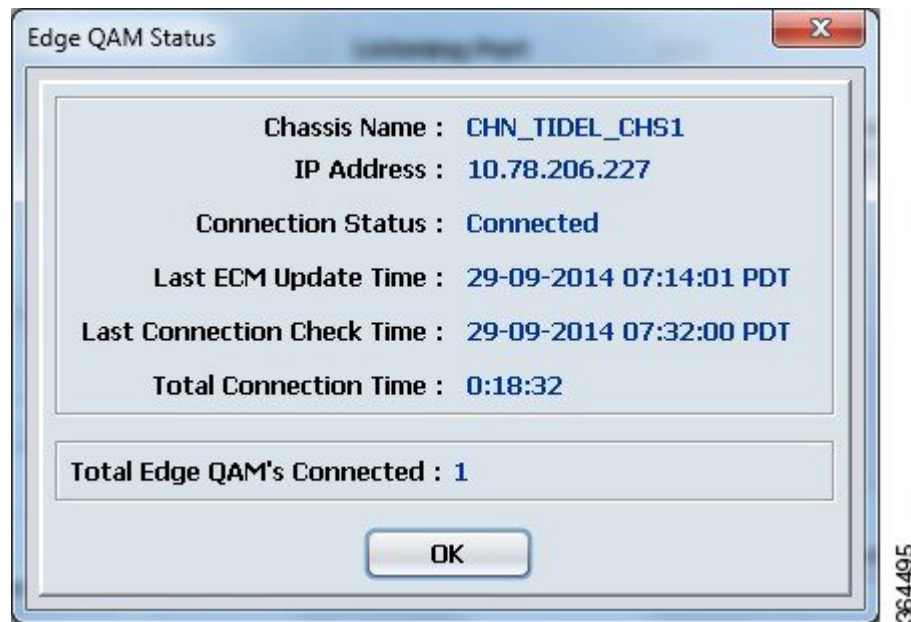 Edge QAM Status
Chassis Name : CHN_TIDEL_CHS1
IP Address : 10.78.206.227
Connection Status : Connected
Last ECM Update Time : 29-09-2014 07:14:01 PDT
Last Connection Check Time : 29-09-2014 07:32:00 PDT
Total Connection Time : 0:18:32
Total Edge QAM's Connected : 1
OK
364495